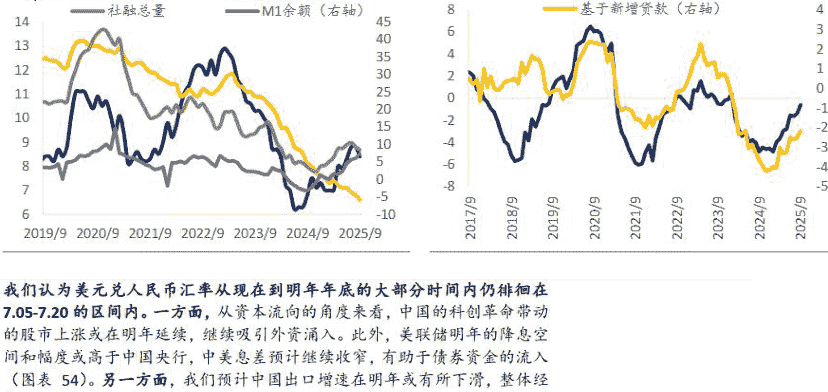 社融总量 M1余额（右轴）
14 45
13 40
12 35
11 30
10 25
9 20
8 15
7 10
6 5
0
-5
-10
2019/9 2020/9 2021/9 2022/9 2023/9 2024/9 2025/9
基于新增贷款（右轴）
8 4
6 3
4 2
2 1
0 0
-2 -1
-4 -2
-6 -3
-8 -4
-5
2017/9 2018/9 2019/9 2020/9 2021/9 2022/9 2023/9 2024/9 2025/9
我们认为美元兑人民币汇率从现在到明年年底的大部分时间内仍徘徊在
7.05-7.20 的区间内。一方面，从资本流向的角度来看，中国的科创革命带动
的股市上涨或在明年延续，继续吸引外资涌入。此外，美联储明年的降息空
间和幅度或高于中国央行，中美息差预计继续收窄，有助于债券资金的流入
（图表 54）。另一方面，我们预计中国出口增速在明年或有所下滑，整体经